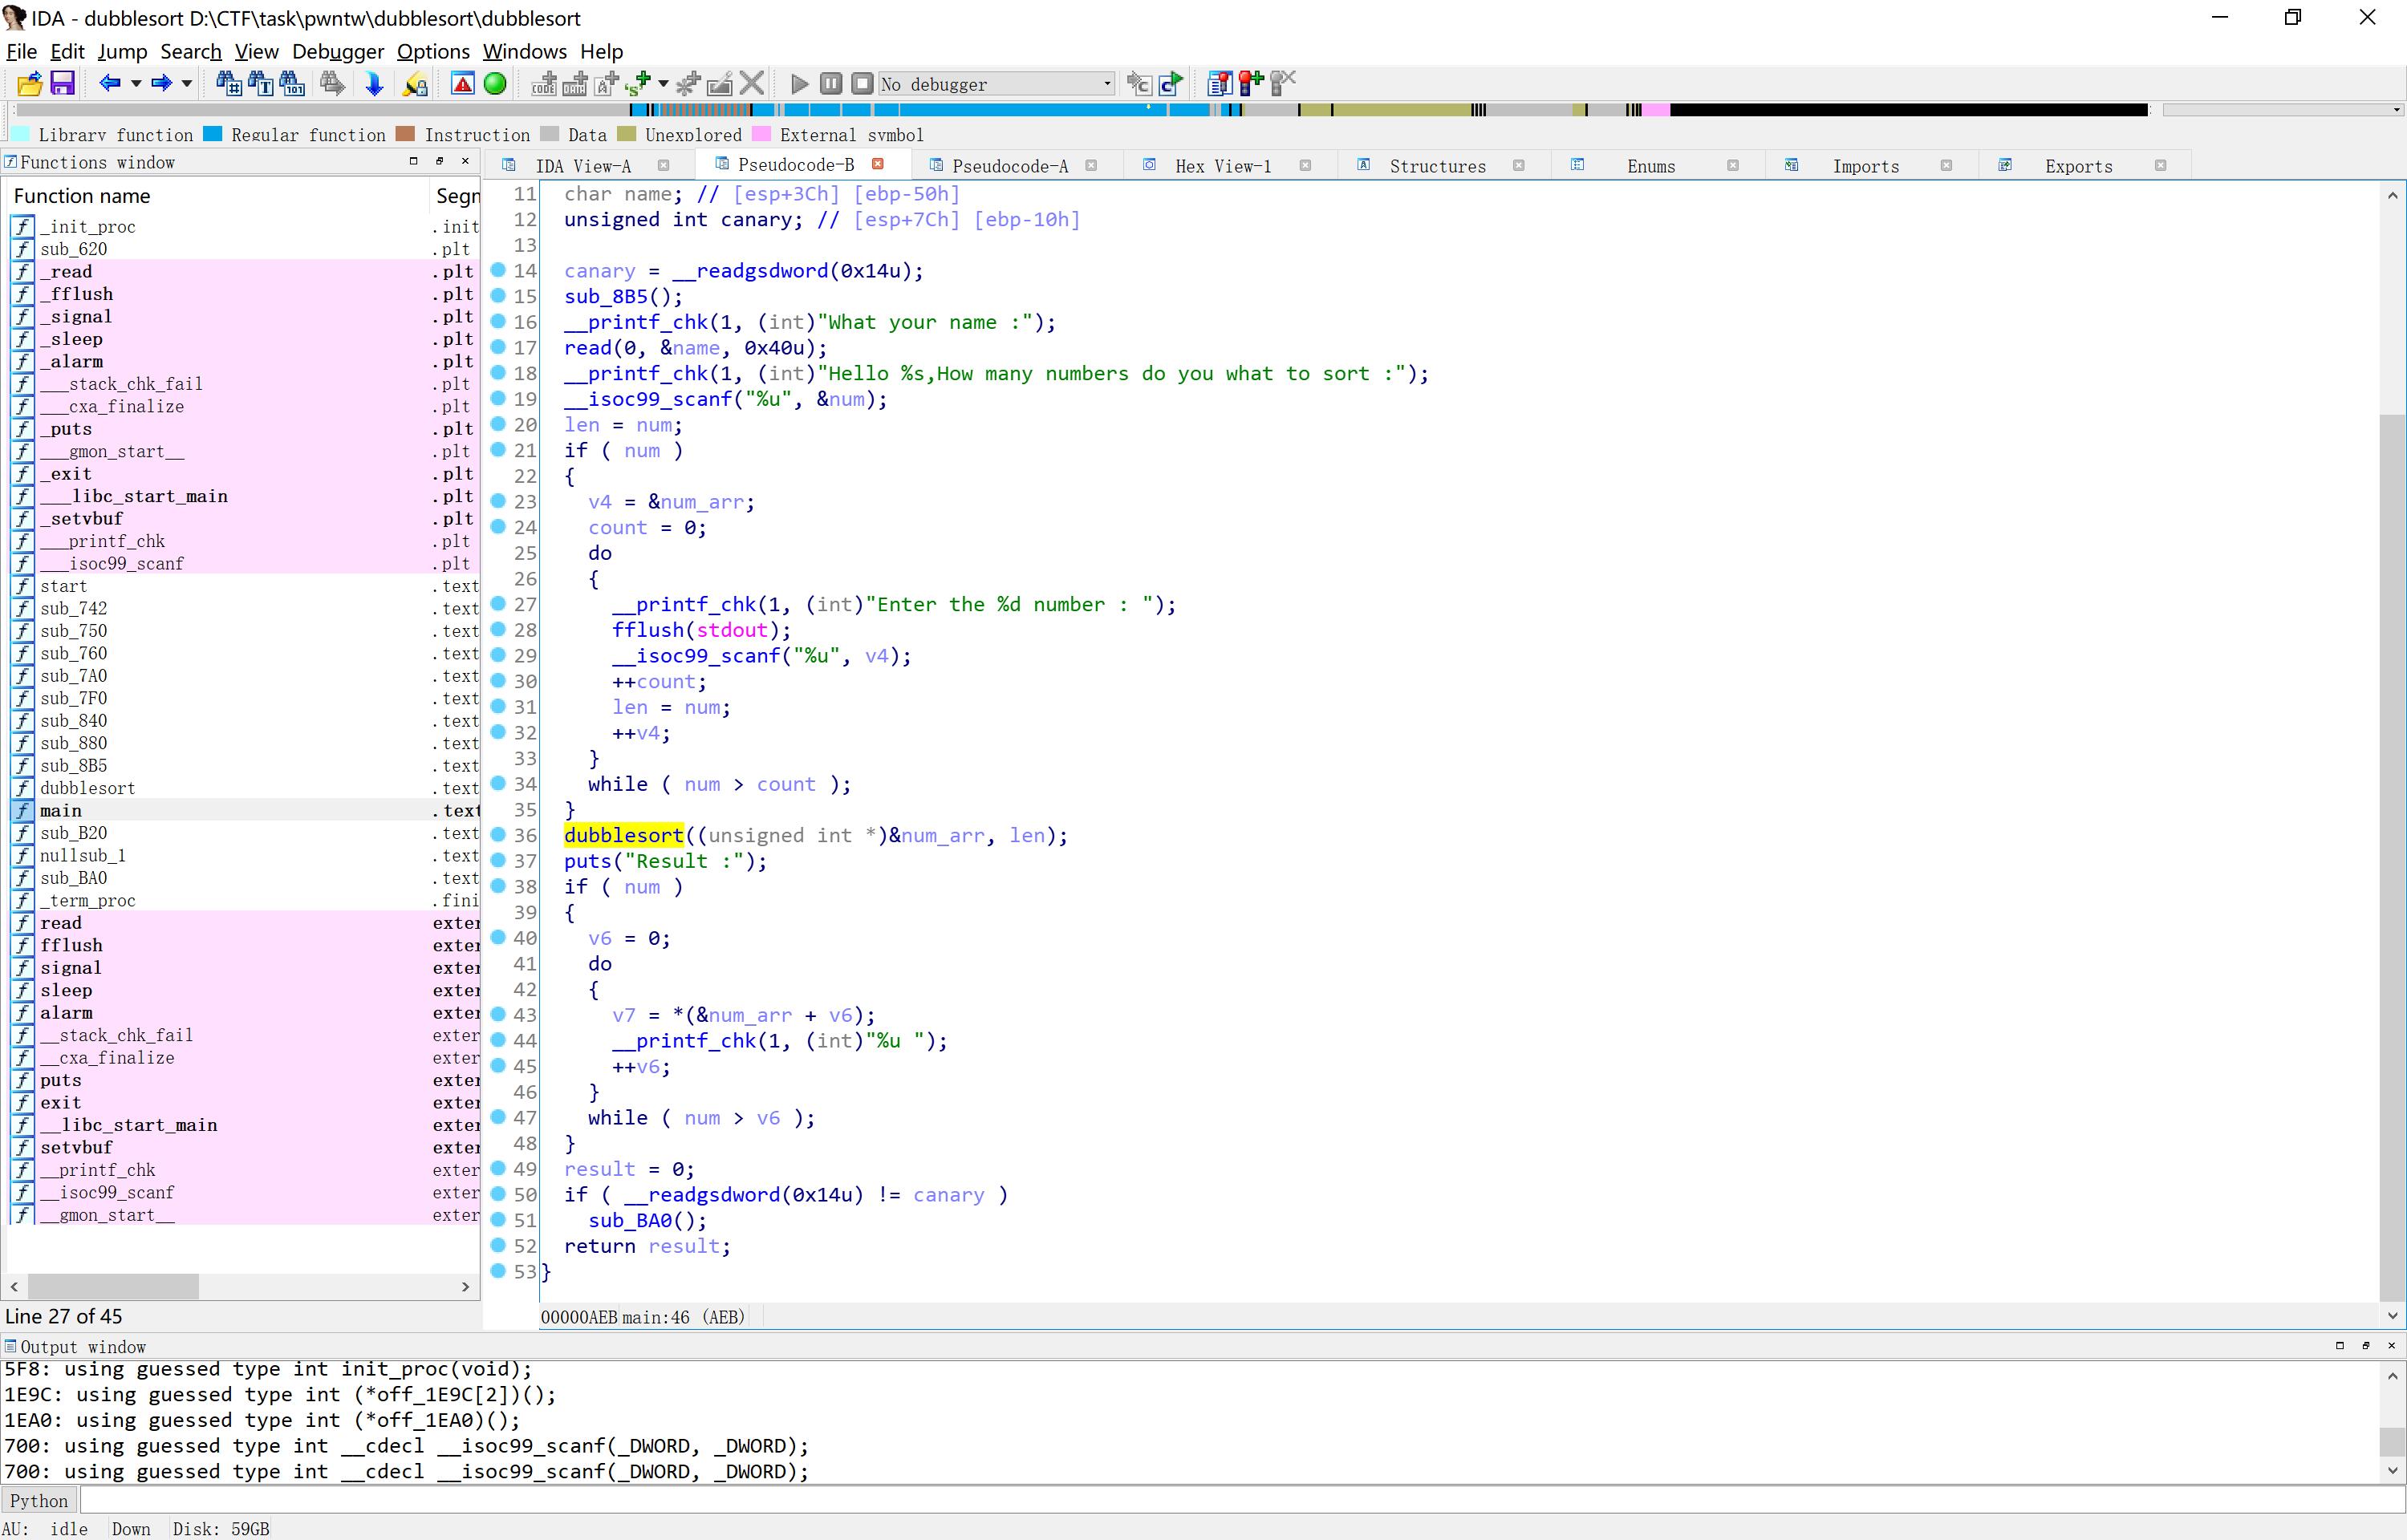 IDA - dubblesort D:\CTF\task\pwntw\dubblesort\dubblesort
File Edit Jump Search View Debugger Options Windows Help
No debugger
Library function Regular function Instruction Data Unexplored External symbol
Functions window
IDA View-A Pseudocode-B Pseudocode-A Hex View-1 Structures Enums Imports Exports
Function name Segn
_init_proc .init
sub_620 .plt
_read .plt
_fflush .plt
_signal .plt
_sleep .plt
_alarm .plt
___stack_chk_fail .plt
___cxa_finalize .plt
_puts .plt
___gmon_start__ .plt
_exit .plt
___libc_start_main .plt
_setvbuf .plt
___printf_chk .plt
___isoc99_scanf .plt
start .text
sub_742 .text
sub_750 .text
sub_760 .text
sub_7A0 .text
sub_7F0 .text
sub_840 .text
sub_880 .text
sub_8B5 .text
dubblesort .text
main .text
sub_B20 .text
nullsub_1 .text
sub_BA0 .text
_term_proc .fini
read exter
fflush exter
signal exter
sleep exter
alarm exter
__stack_chk_fail exter
__cxa_finalize exter
puts exter
exit exter
__libc_start_main exter
setvbuf exter
__printf_chk exter
__isoc99_scanf exter
__gmon_start__ exter
Line 27 of 45
11 char name; // [esp+3Ch] [ebp-50h]
12 unsigned int canary; // [esp+7Ch] [ebp-10h]
13
14 canary = __readgsdword(0x14u);
15 sub_8B5();
16 __printf_chk(1, (int)"What your name :");
17 read(0, &name, 0x40u);
18 __printf_chk(1, (int)"Hello %s,How many numbers do you what to sort :");
19 __isoc99_scanf("%u", &num);
20 len = num;
21 if ( num )
22 {
23 v4 = &num_arr;
24 count = 0;
25 do
26 {
27 __printf_chk(1, (int)"Enter the %d number : ");
28 fflush(stdout);
29 __isoc99_scanf("%u", v4);
30 ++count;
31 len = num;
32 ++v4;
33 }
34 while ( num > count );
35 }
36 dubblesort((unsigned int *)&num_arr, len);
37 puts("Result :");
38 if ( num )
39 {
40 v6 = 0;
41 do
42 {
43 v7 = *(&num_arr + v6);
44 __printf_chk(1, (int)"%u ");
45 ++v6;
46 }
47 while ( num > v6 );
48 }
49 result = 0;
50 if ( __readgsdword(0x14u) != canary )
51 sub_BA0();
52 return result;
53 }
00000AEB main:46 (AEB)
Output window
5F8: using guessed type int init_proc(void);
1E9C: using guessed type int (*off_1E9C[2])();
1EA0: using guessed type int (*off_1EA0)();
700: using guessed type int __cdecl __isoc99_scanf(_DWORD, _DWORD);
700: using guessed type int __cdecl __isoc99_scanf(_DWORD, _DWORD);
Python
AU: idle Down Disk: 59GB